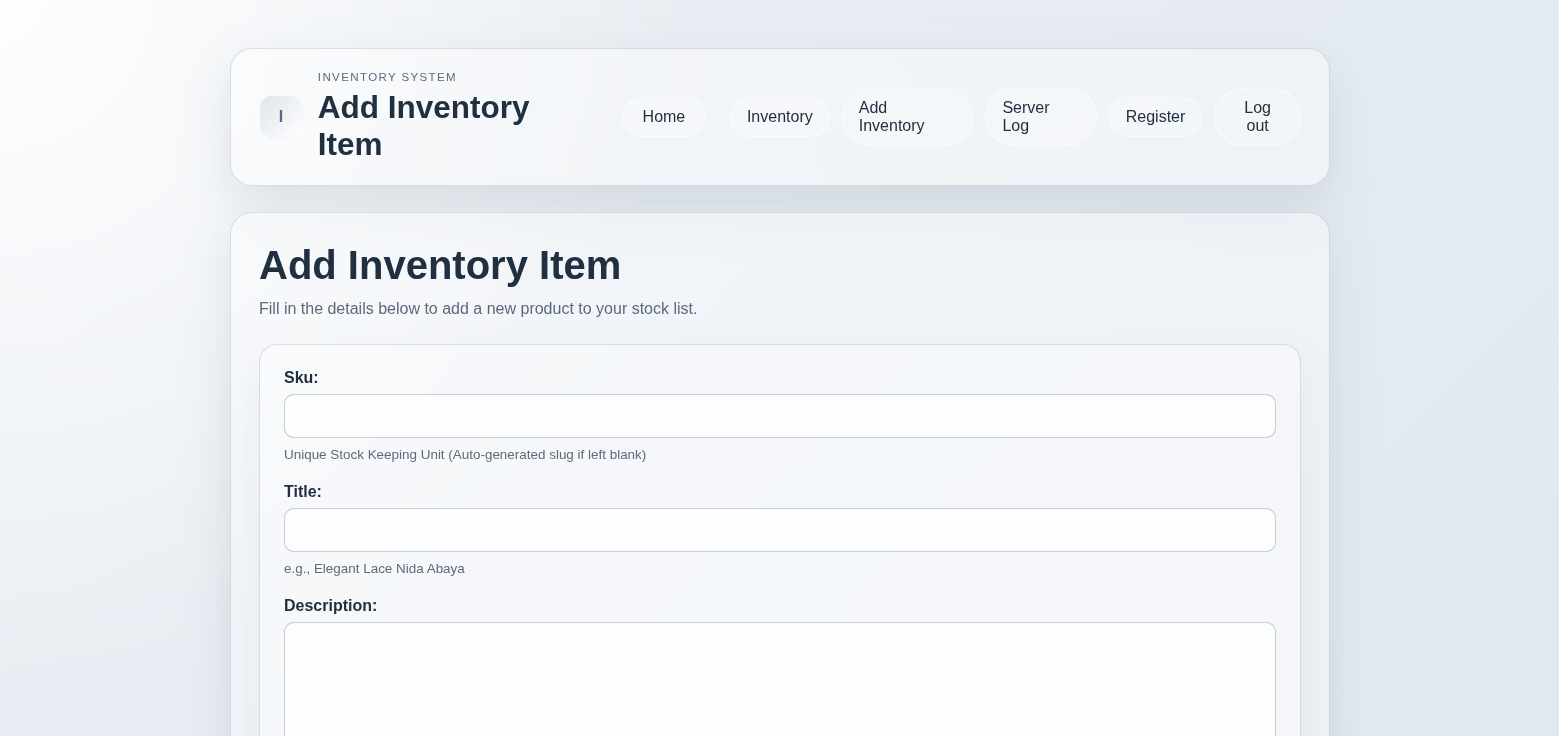 I
INVENTORY SYSTEM
Add Inventory
Item
Home
Inventory
Add
Inventory
Server
Log
Register
Log
out
Add Inventory Item
Fill in the details below to add a new product to your stock list.
Sku:
Unique Stock Keeping Unit (Auto-generated slug if left blank)
Title:
e.g., Elegant Lace Nida Abaya
Description: